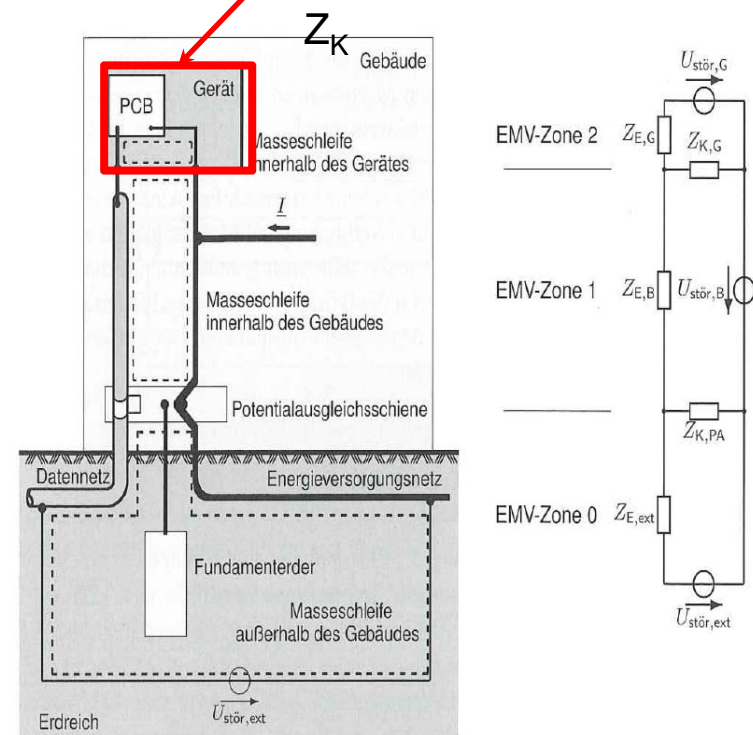 Z_K
Gebäude
Gerät
PCB
Masseschleife
innerhalb des Gerätes
I
Masseschleife
innerhalb des Gebäudes
Potentialausgleichsschiene
Datennetz
Energieversorgungsnetz
Fundamenterder
Masseschleife
außerhalb des Gebäudes
U_stör,ext
Erdreich
U_stör,G
EMV-Zone 2
Z_E,G
Z_K,G
EMV-Zone 1
Z_E,B
U_stör,B
Z_K,PA
EMV-Zone 0
Z_E,ext
U_stör,ext